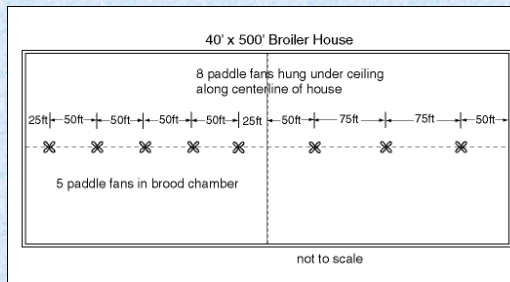 40' x 500' Broiler House
8 paddle fans hung under ceiling
along centerline of house
25ft 50ft 50ft 50ft 50ft 25ft 50ft 75ft 75ft 50ft
5 paddle fans in brood chamber
not to scale